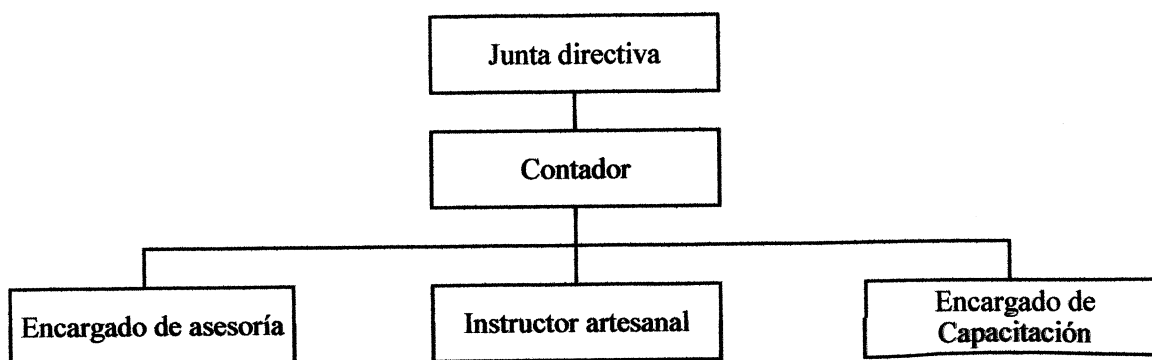 Junta directiva
Contador
Encargado de asesoría
Instructor artesanal
Encargado de
Capacitación